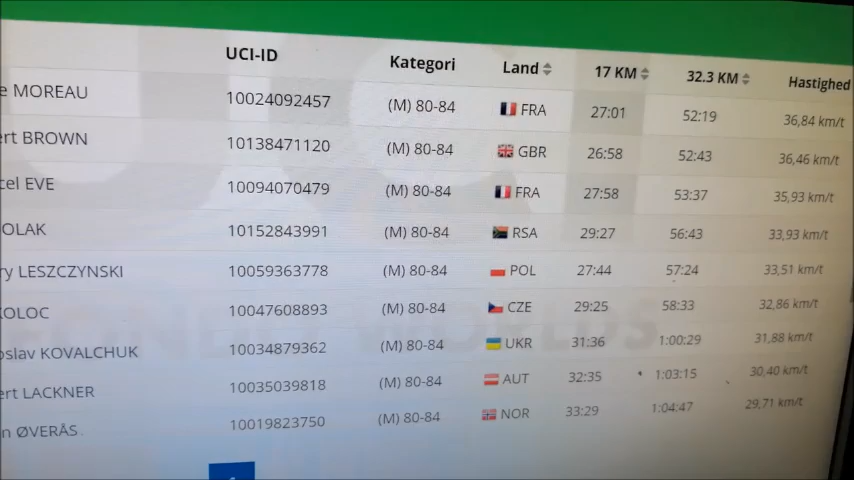 UCI-ID Kategori Land 17 KM 32.3 KM Hastighed
e MOREAU 10024092457 (M) 80-84 FRA 27:01 52:19 36,84 km/t
ert BROWN 10138471120 (M) 80-84 GBR 26:58 52:43 36,46 km/t
cel EVE 10094070479 (M) 80-84 FRA 27:58 53:37 35,93 km/t
OLAK 10152843991 (M) 80-84 RSA 29:27 56:43 33,93 km/t
ry LESZCZYNSKI 10059363778 (M) 80-84 POL 27:44 57:24 33,51 km/t
KOLOC 10047608893 (M) 80-84 CZE 29:25 58:33 32,86 km/t
oslav KOVALCHUK 10034879362 (M) 80-84 UKR 31:36 1:00:29 31,88 km/t
ert LACKNER 10035039818 (M) 80-84 AUT 32:35 1:03:15 30,40 km/t
n ØVERÅS 10019823750 (M) 80-84 NOR 33:29 1:04:47 29,71 km/t